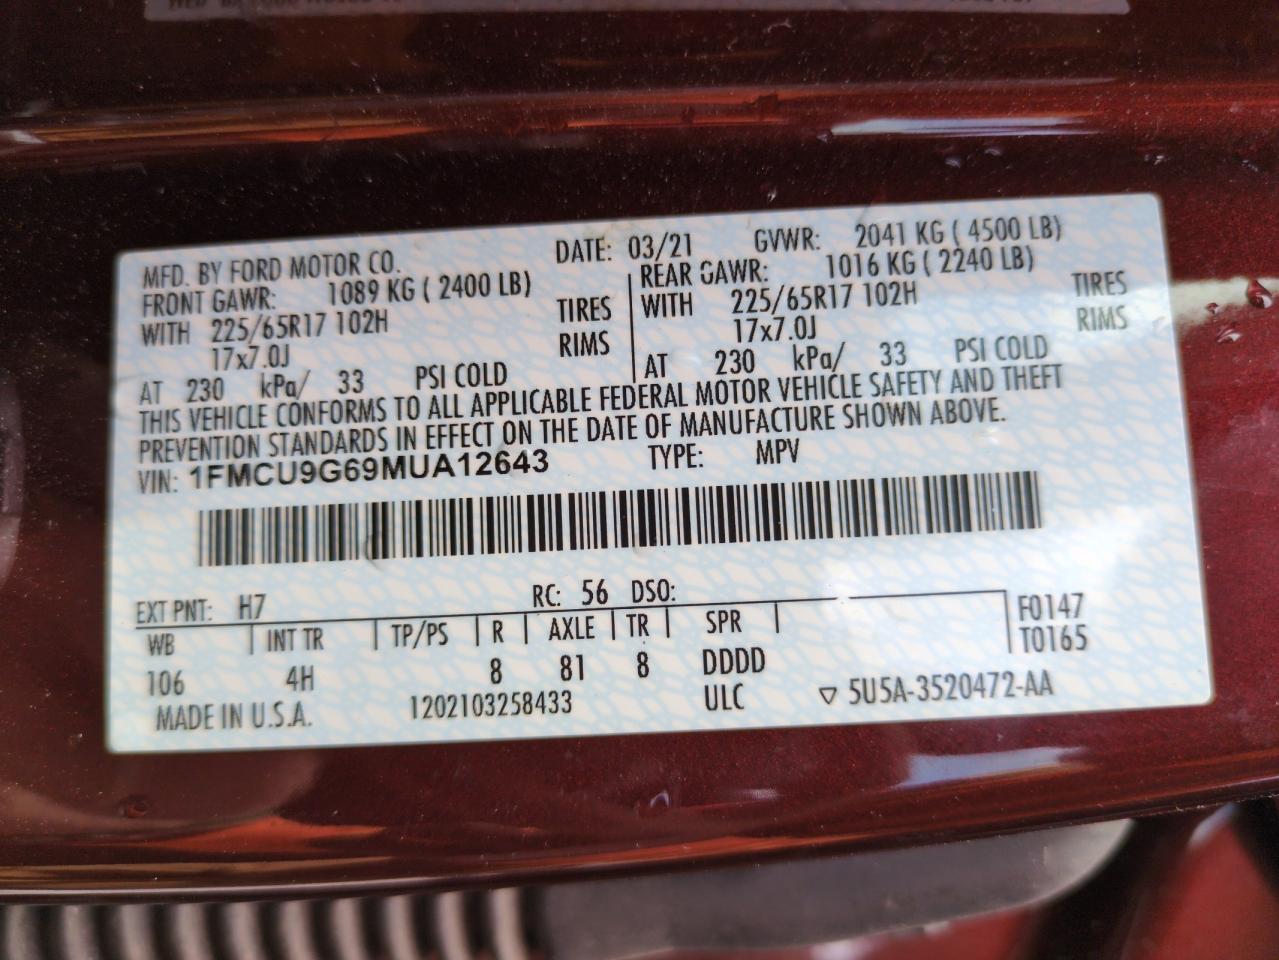 MFD. BY FORD MOTOR CO. DATE: 03/21 GVWR: 2041 KG ( 4500 LB)
FRONT GAWR: 1089 KG ( 2400 LB) REAR GAWR: 1016 KG ( 2240 LB)
WITH 225/65R17 102H TIRES WITH 225/65R17 102H TIRES
17x7.0J RIMS 17x7.0J RIMS
AT 230 kPa/ 33 PSI COLD AT 230 kPa/ 33 PSI COLD
THIS VEHICLE CONFORMS TO ALL APPLICABLE FEDERAL MOTOR VEHICLE SAFETY AND THEFT
PREVENTION STANDARDS IN EFFECT ON THE DATE OF MANUFACTURE SHOWN ABOVE.
VIN: 1FMCU9G69MUA12643 TYPE: MPV
EXT PNT: H7 RC: 56 DSO:
WB INT TR TP/PS R AXLE TR SPR F0147
T0165
106 4H 8 81 8 DDDD
MADE IN U.S.A. 1202103258433 ULC ▽ 5U5A-3520472-AA